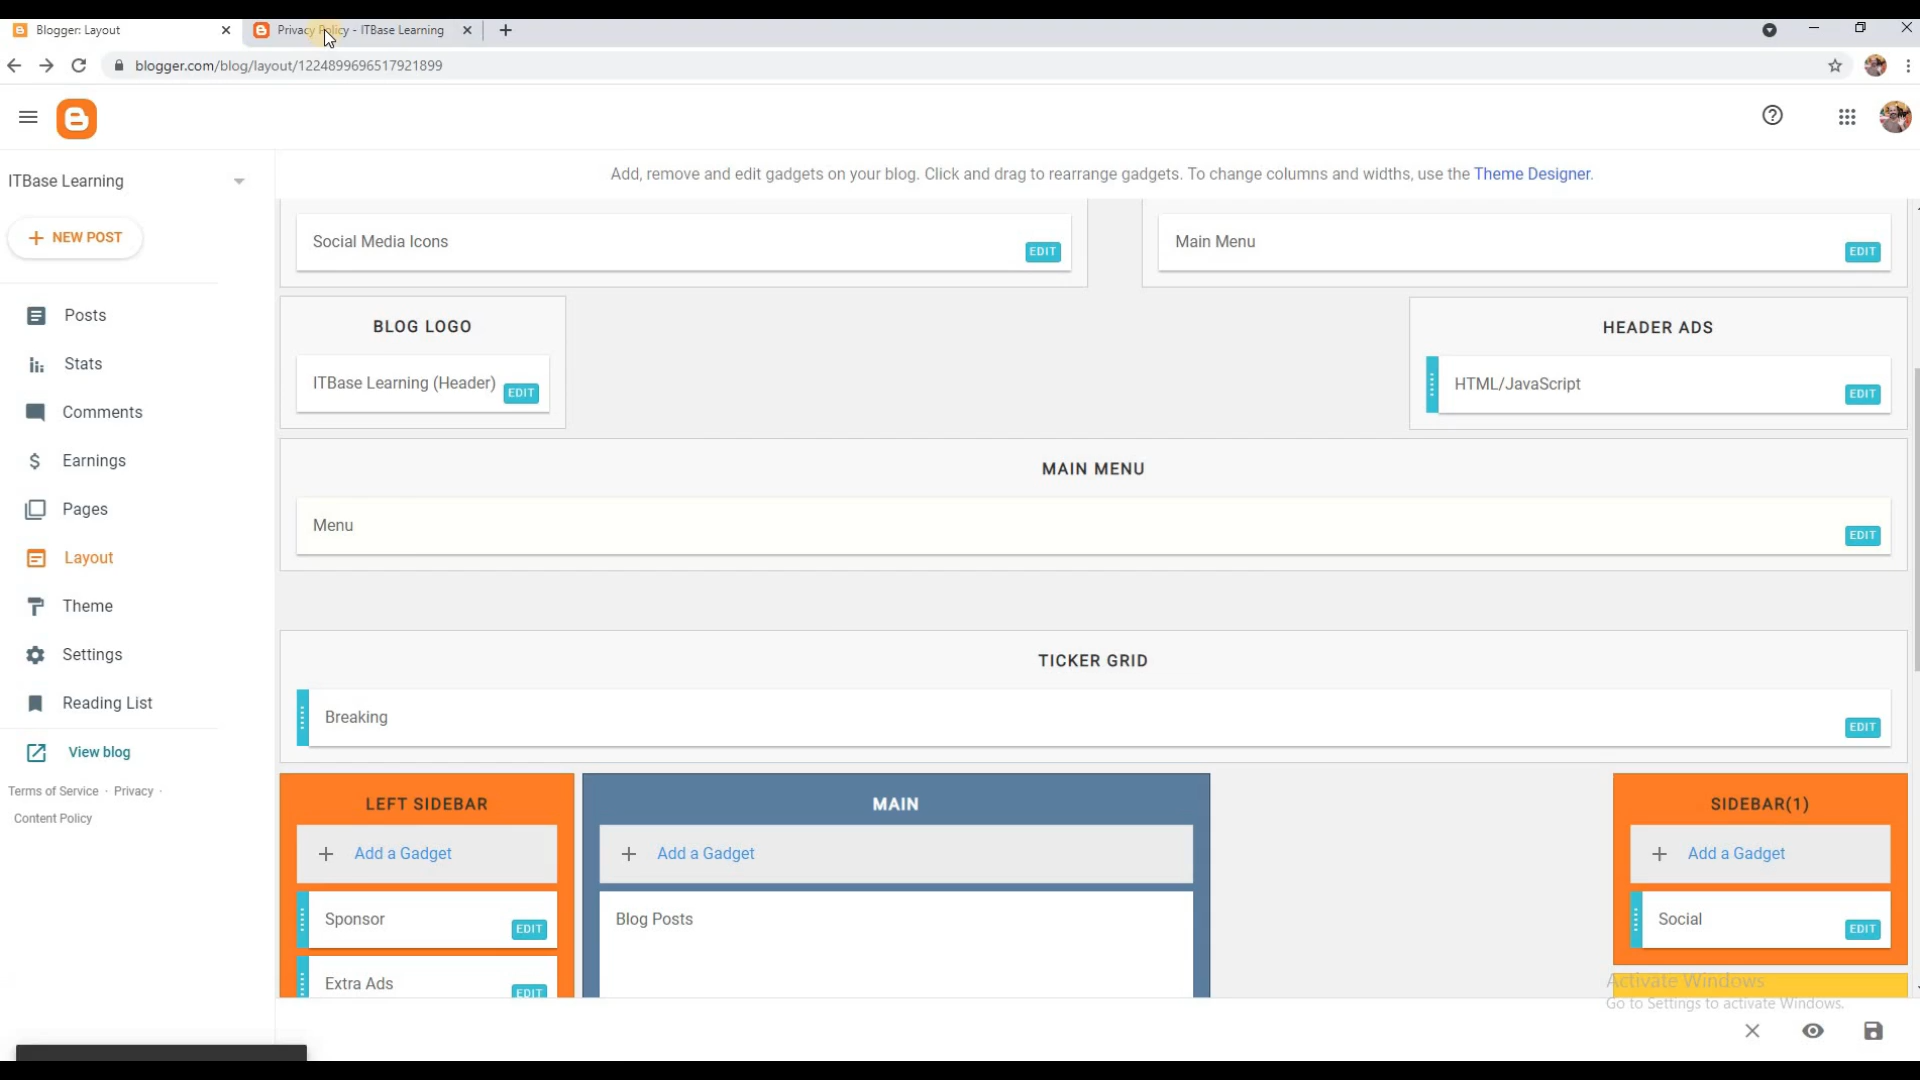 Blogger: Layout
Privacy Policy - ITBase Learning
blogger.com/blog/layout/1224899696517921899
ITBase Learning
Add, remove and edit gadgets on your blog. Click and drag to rearrange gadgets. To change columns and widths, use the Theme Designer.
NEW POST
Posts
Stats
Comments
Earnings
Pages
Layout
Theme
Settings
Reading List
View blog
Terms of Service · Privacy ·
Content Policy
Social Media Icons
EDIT
Main Menu
EDIT
BLOG LOGO
ITBase Learning (Header)
EDIT
HEADER ADS
HTML/JavaScript
EDIT
MAIN MENU
Menu
EDIT
TICKER GRID
Breaking
EDIT
LEFT SIDEBAR
Add a Gadget
Sponsor
EDIT
Extra Ads
EDIT
MAIN
Add a Gadget
Blog Posts
SIDEBAR(1)
Add a Gadget
Social
EDIT
Activate Windows
Go to Settings to activate Windows.